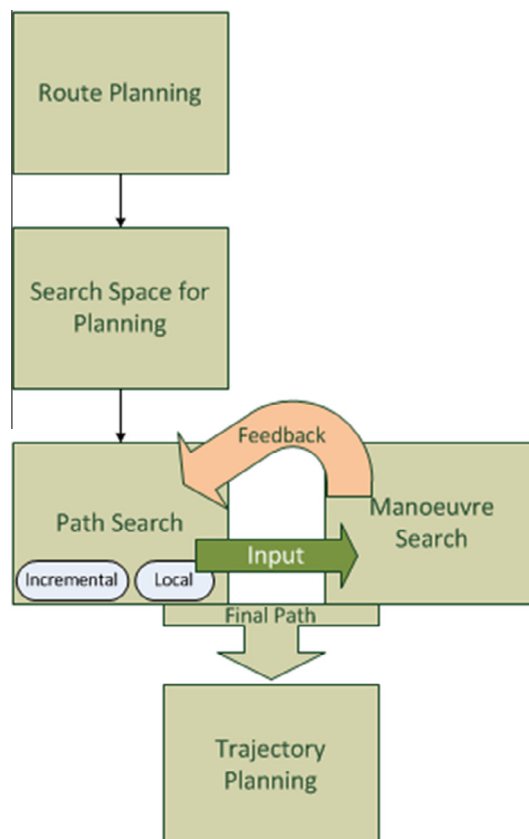 Route Planning
Search Space for
Planning
Feedback
Path Search
Manoeuvre
Search
Input
Incremental
Local
Final Path
Trajectory
Planning